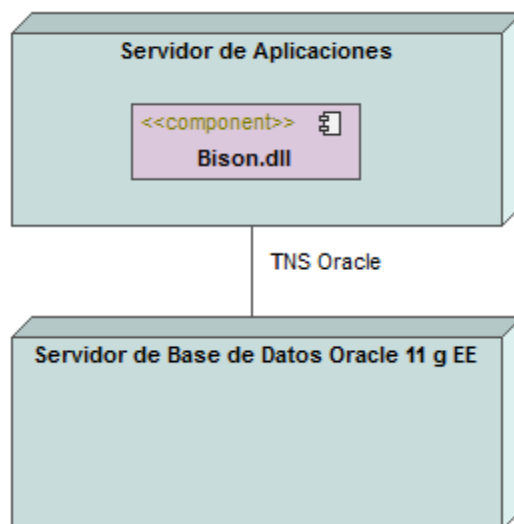 Servidor de Aplicaciones
<<component>>
Bison.dll
TNS Oracle
Servidor de Base de Datos Oracle 11 g EE